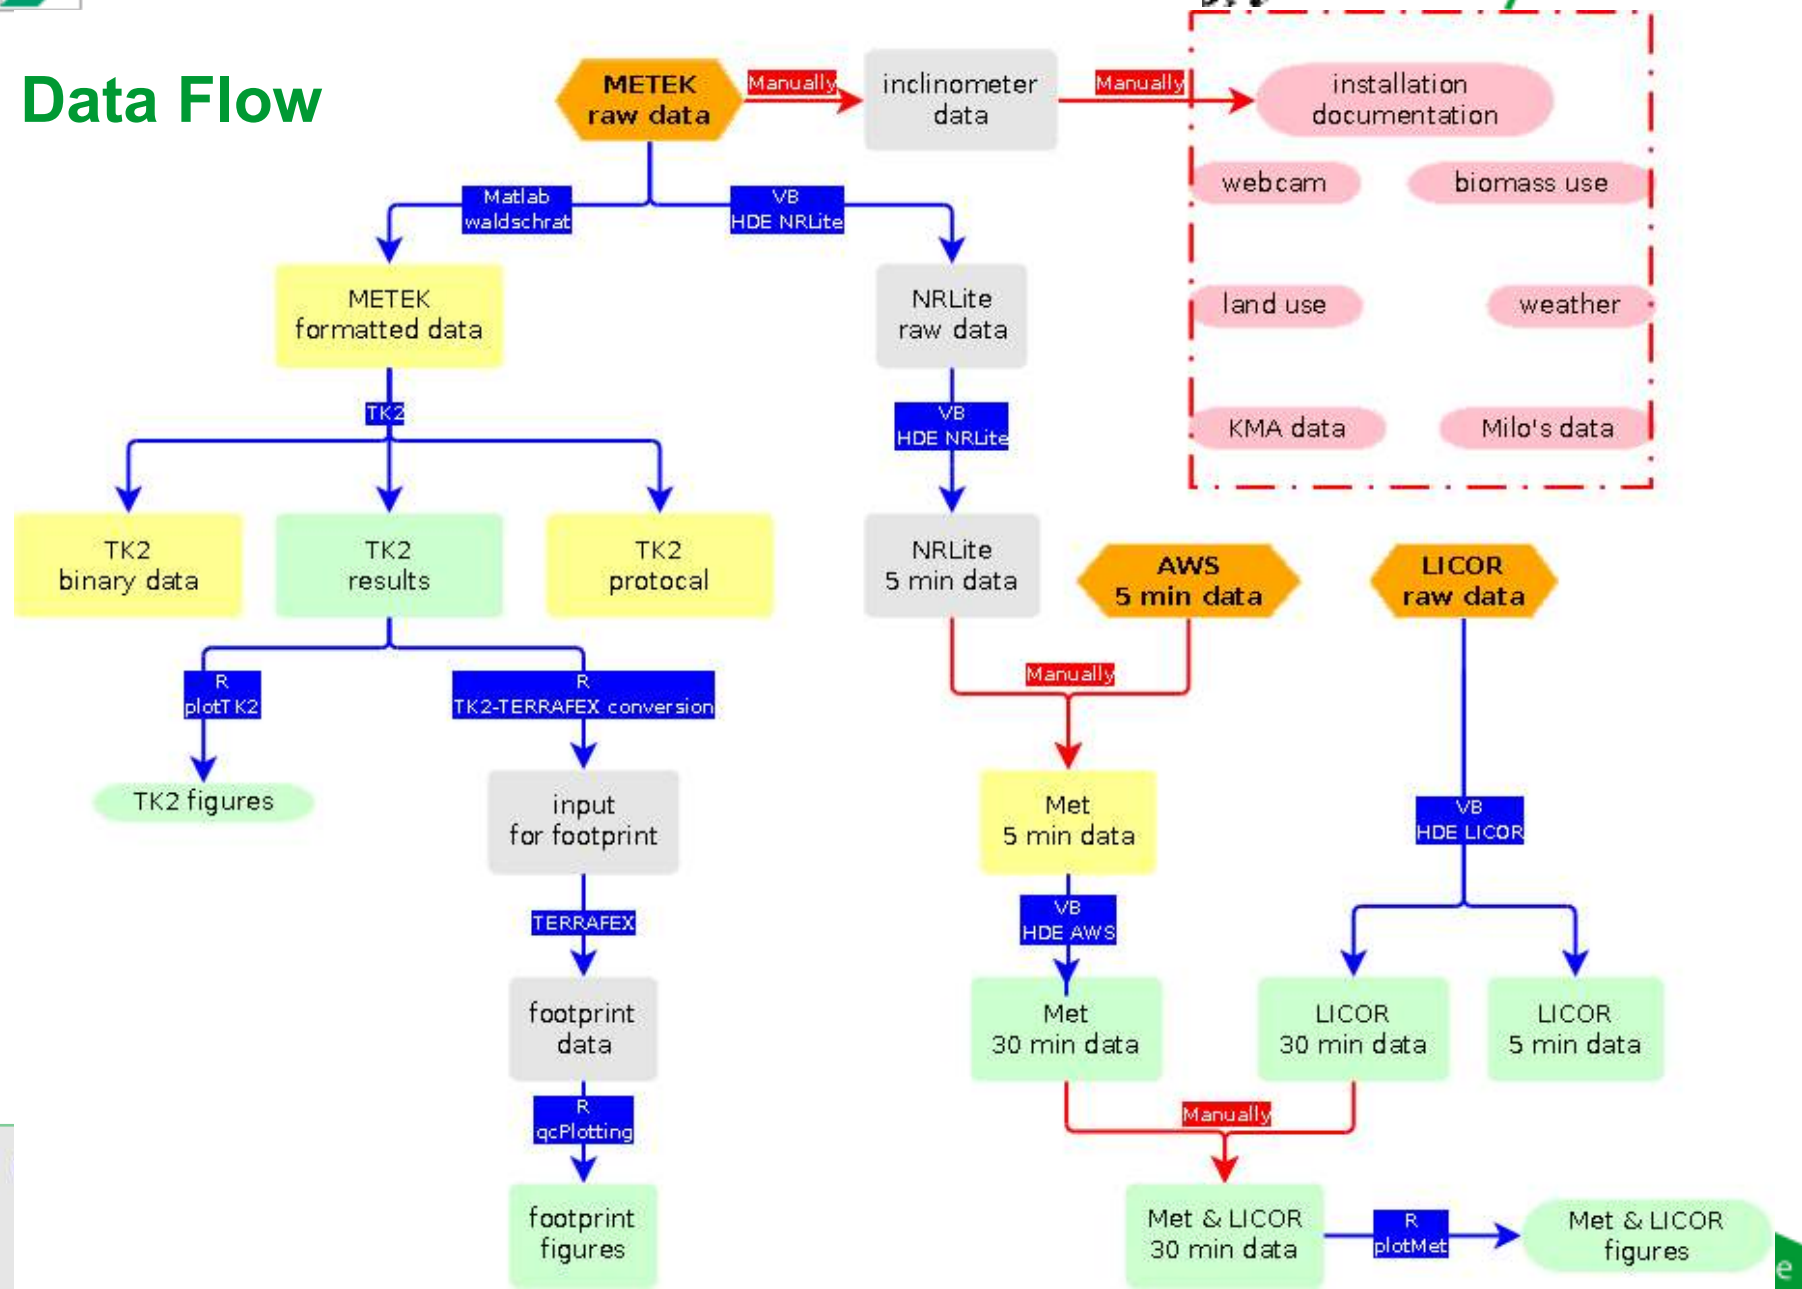 Data Flow
METEK
raw data
Manually
inclinometer
data
Manually
installation
documentation
webcam
biomass use
land use
weather
KMA data
Milo's data
Matlab
waldschrat
VB
HDE NRLite
METEK
formatted data
NRLite
raw data
TK2
VB
HDE NRLite
TK2
binary data
TK2
results
TK2
protocal
NRLite
5 min data
AWS
5 min data
LICOR
raw data
Manually
R
plotTK2
R
TK2-TERRAFEX conversion
TK2 figures
input
for footprint
Met
5 min data
VB
HDE LICOR
TERRAFEX
VB
HDE AWS
footprint
data
Met
30 min data
LICOR
30 min data
LICOR
5 min data
R
qcPlotting
Manually
footprint
figures
Met & LICOR
30 min data
R
plotMet
Met & LICOR
figures
e